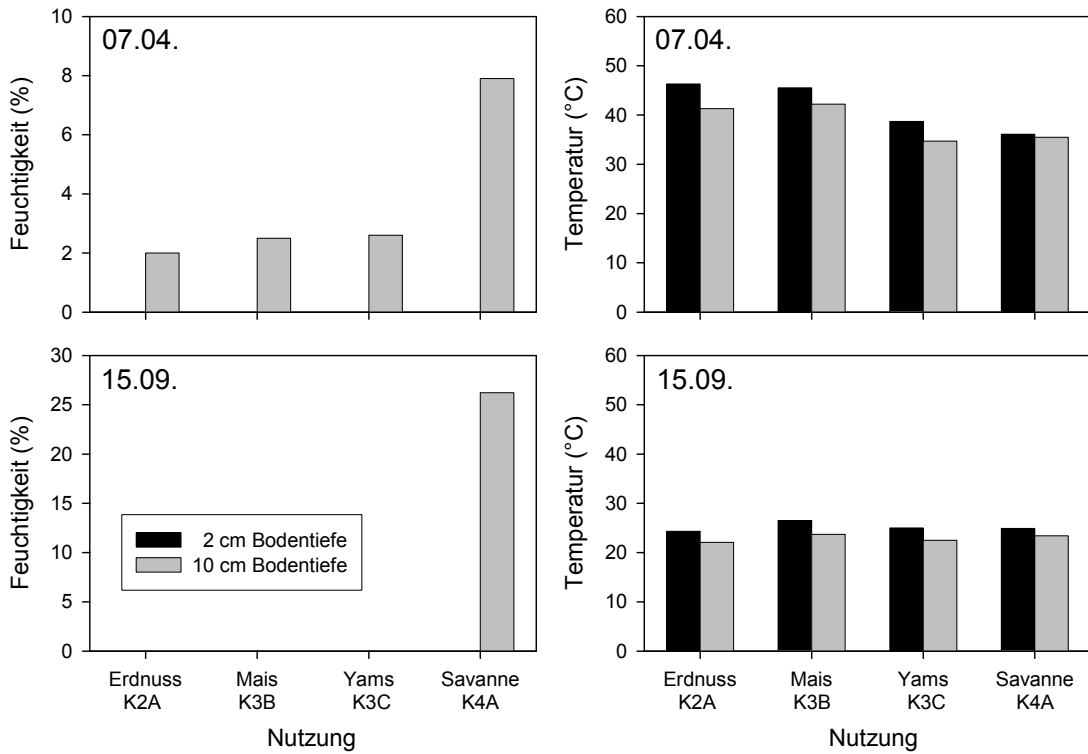 07.04.
Feuchtigkeit (%)
10
8
6
4
2
0
07.04.
Temperatur (°C)
60
50
40
30
20
10
0
15.09.
Feuchtigkeit (%)
30
25
20
15
10
5
0
2 cm Bodentiefe
10 cm Bodentiefe
Erdnuss Mais Yams Savanne
K2A K3B K3C K4A
Nutzung
15.09.
Temperatur (°C)
60
50
40
30
20
10
0
Erdnuss Mais Yams Savanne
K2A K3B K3C K4A
Nutzung